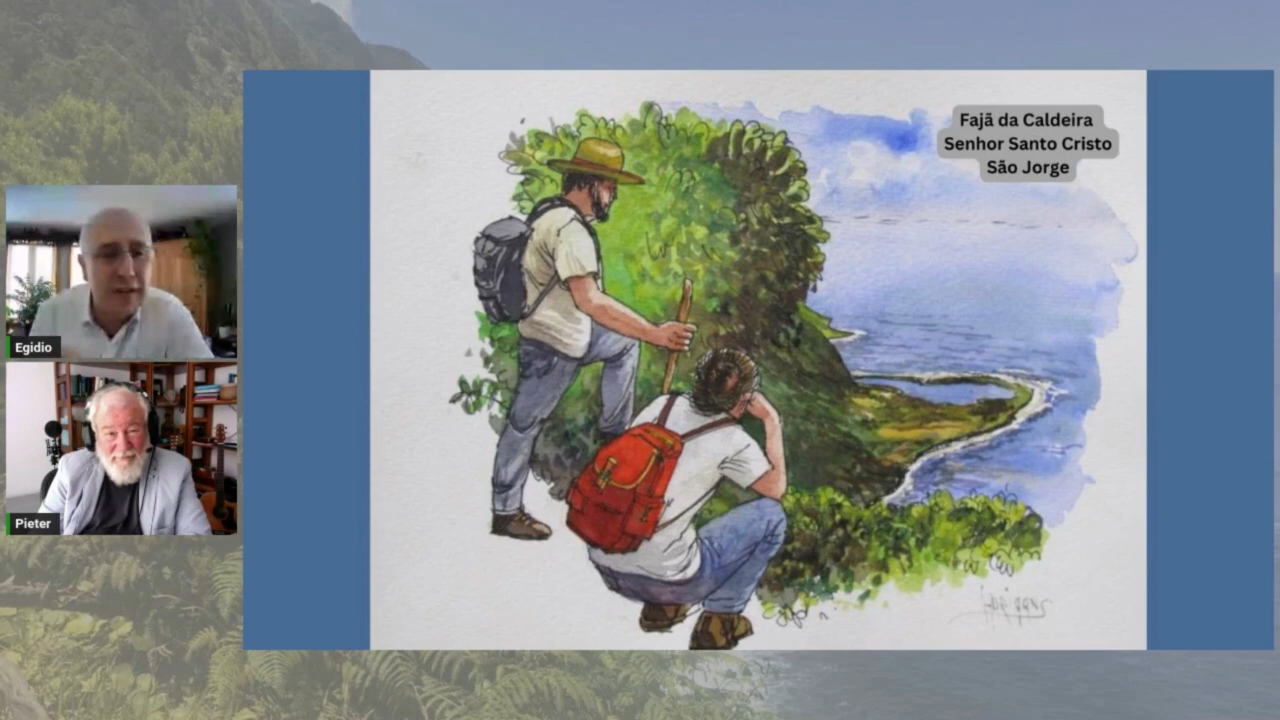 Fajã da Caldeira
Senhor Santo Cristo
São Jorge
Egidio
Pieter